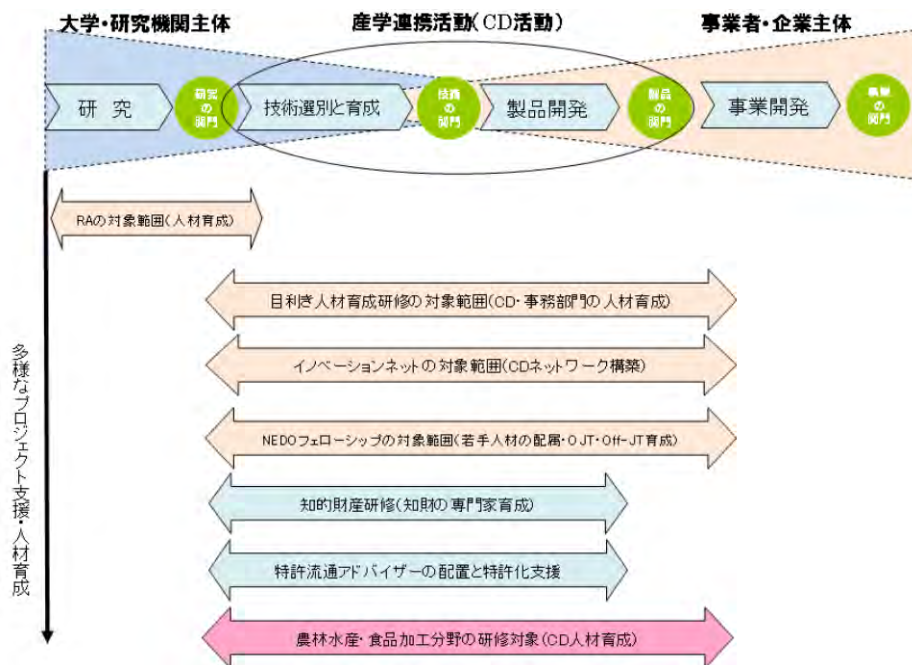 大学・研究機関主体
産学連携活動(CD活動)
事業者・企業主体
研 究
研究
の
関門
技術選別と育成
技術
の
関門
製品開発
製品
の
関門
事業開発
事業
の
関門
RAの対象範囲(人材育成)
目利き人材育成研修の対象範囲(CD・事務部門の人材育成)
イノベーションネットの対象範囲(CDネットワーク構築)
NEDOフェローシップの対象範囲(若手人材の配属・OJT・Off-JT育成)
知的財産研修(知財の専門家育成)
特許流通アドバイザーの配置と特許化支援
農林水産・食品加工分野の研修対象(CD人材育成)
多様なプロジェクト支援・人材育成